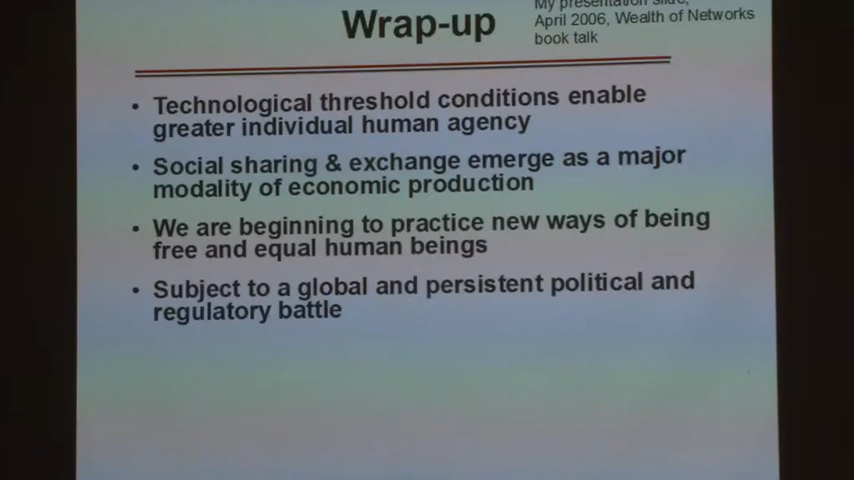 My presentation slide,
Wrap-up
April 2006, Wealth of Networks
book talk
• Technological threshold conditions enable
greater individual human agency
• Social sharing & exchange emerge as a major
modality of economic production
• We are beginning to practice new ways of being
free and equal human beings
• Subject to a global and persistent political and
regulatory battle